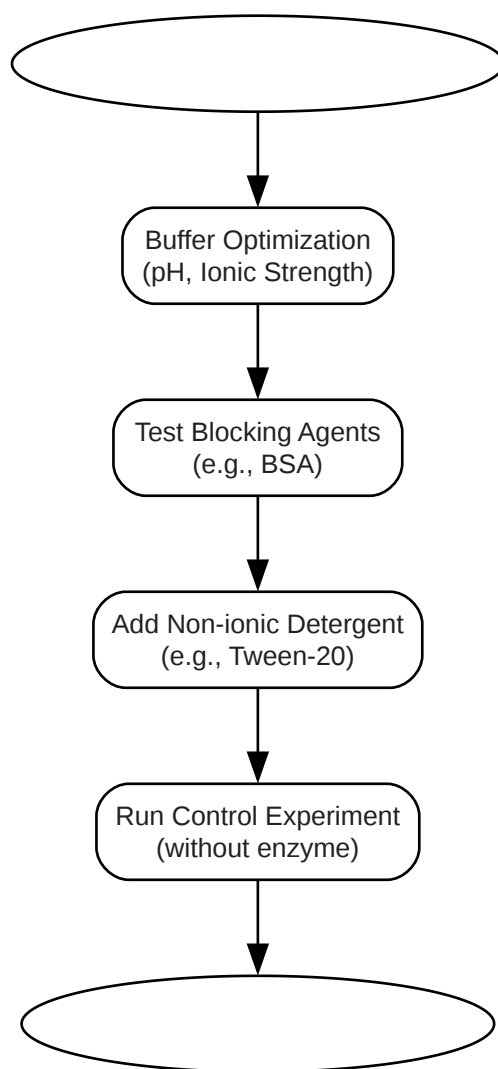 Buffer Optimization
(pH, Ionic Strength)
Test Blocking Agents
(e.g., BSA)
Add Non-ionic Detergent
(e.g., Tween-20)
Run Control Experiment
(without enzyme)